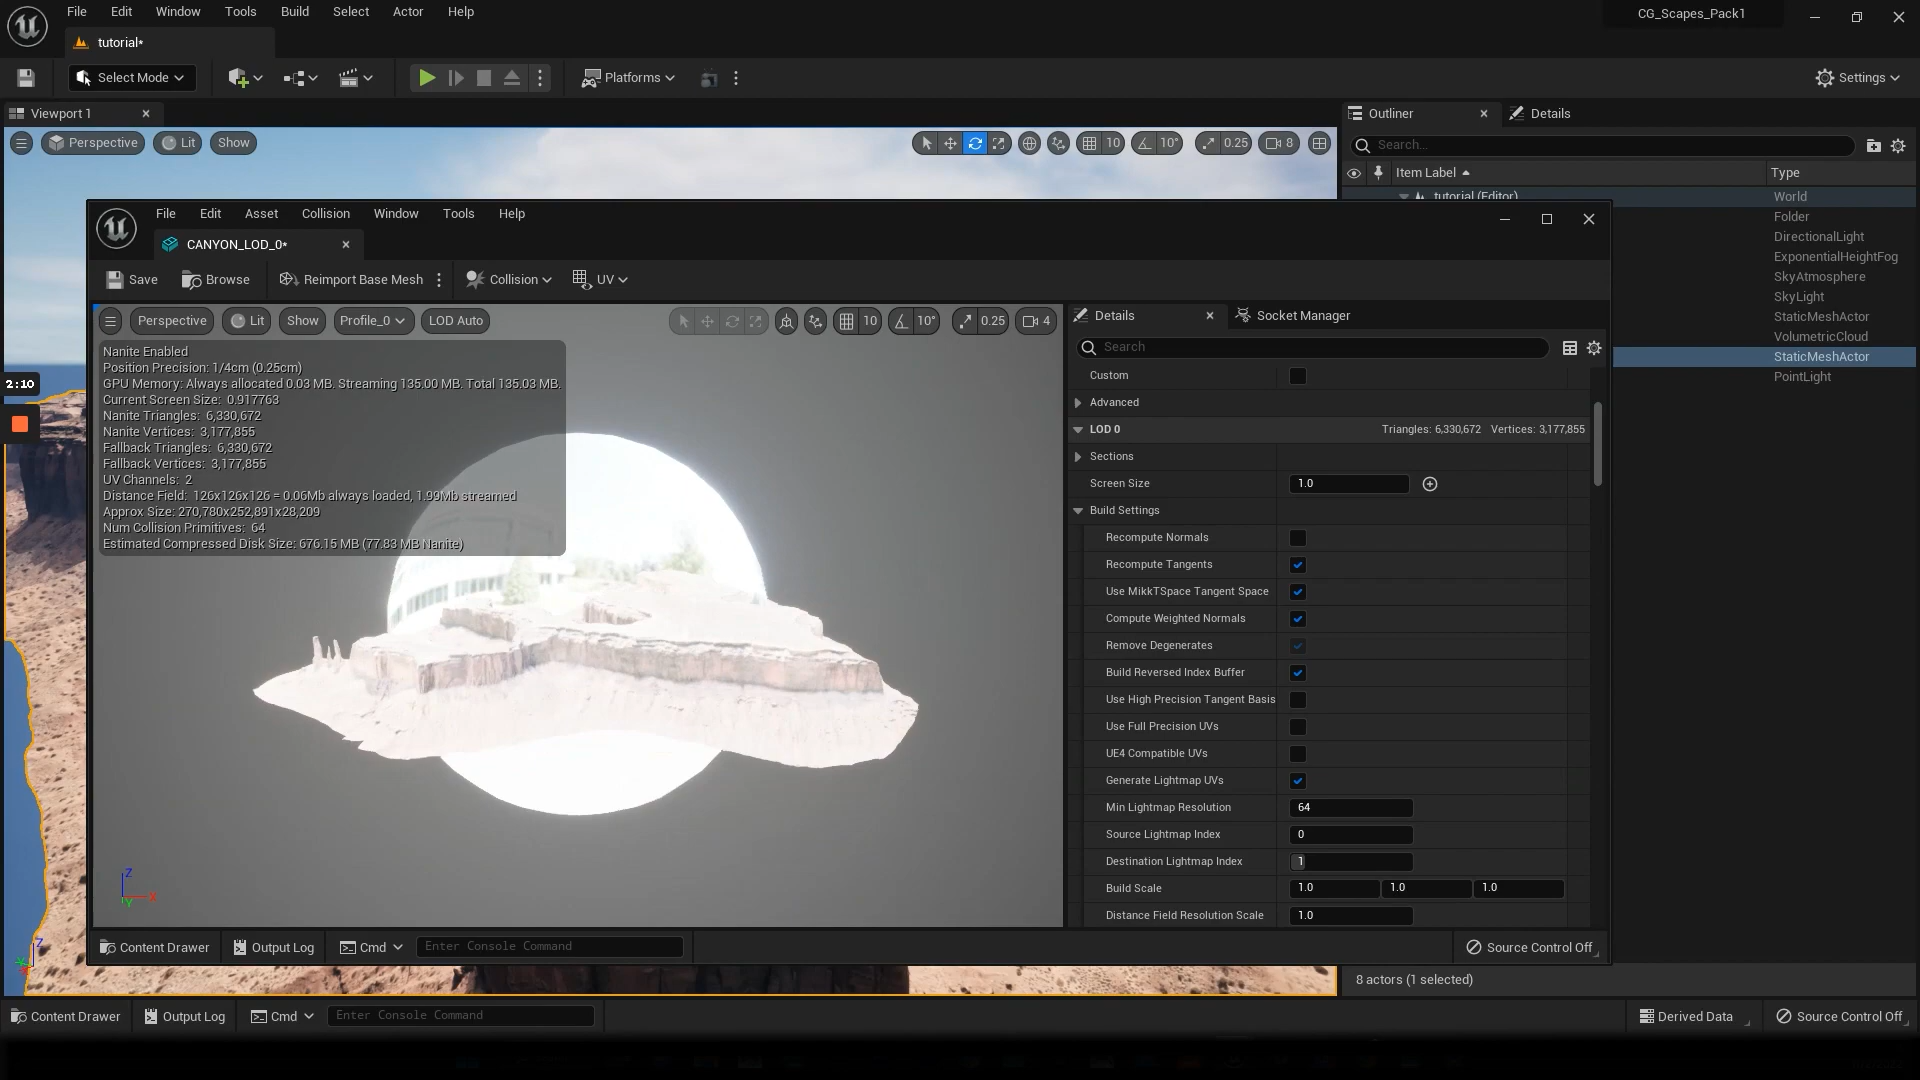 File Edit Window Tools Build Select Actor Help
CG_Scapes_Pack1
tutorial*
Select Mode
Platforms
Settings
Viewport 1
Outliner
Details
Perspective Lit Show
10 10° 0.25 8
Search...
Item Label
Type
tutorial (Editor)
World
Folder
DirectionalLight
ExponentialHeightFog
SkyAtmosphere
SkyLight
StaticMeshActor
VolumetricCloud
StaticMeshActor
PointLight
File Edit Asset Collision Window Tools Help
CANYON_LOD_0*
Save Browse Reimport Base Mesh Collision UV
Perspective Lit Show Profile_0 LOD Auto
10 10° 0.25 4
Nanite Enabled
Position Precision: 1/4cm (0.25cm)
GPU Memory: Always allocated 0.03 MB. Streaming 135.00 MB. Total 135.03 MB.
Current Screen Size: 0.917763
Nanite Triangles: 6,330,672
Nanite Vertices: 3,177,855
Fallback Triangles: 6,330,672
Fallback Vertices: 3,177,855
UV Channels: 2
Distance Field: 126x126x126 = 0.06Mb always loaded, 1.99Mb streamed
Approx Size: 270,780x252,891x28,209
Num Collision Primitives: 64
Estimated Compressed Disk Size: 676.15 MB (77.83 MB Nanite)
2:10
Z
X
Y
Z
Details
Socket Manager
Search
Custom
Advanced
LOD 0 Triangles: 6,330,672 Vertices: 3,177,855
Sections
Screen Size 1.0
Build Settings
Recompute Normals
Recompute Tangents
Use MikkTSpace Tangent Space
Compute Weighted Normals
Remove Degenerates
Build Reversed Index Buffer
Use High Precision Tangent Basis
Use Full Precision UVs
UE4 Compatible UVs
Generate Lightmap UVs
Min Lightmap Resolution 64
Source Lightmap Index 0
Destination Lightmap Index 1
Build Scale 1.0 1.0 1.0
Distance Field Resolution Scale 1.0
Content Drawer Output Log Cmd Enter Console Command
Source Control Off
8 actors (1 selected)
Content Drawer Output Log Cmd Enter Console Command
Derived Data Source Control Off